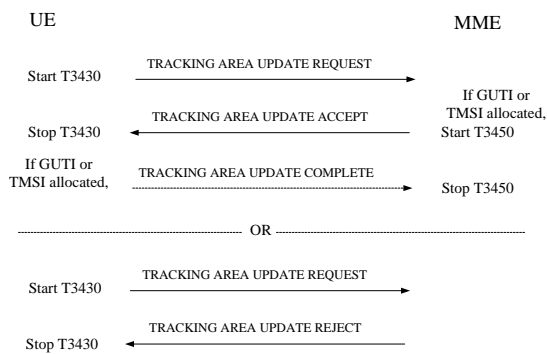 UE
MME
TRACKING AREA UPDATE REQUEST
Start T3430
If GUTI or
TMSI allocated,
Start T3450
TRACKING AREA UPDATE ACCEPT
Stop T3430
If GUTI or
TMSI allocated,
TRACKING AREA UPDATE COMPLETE
Stop T3450
OR
TRACKING AREA UPDATE REQUEST
Start T3430
TRACKING AREA UPDATE REJECT
Stop T3430